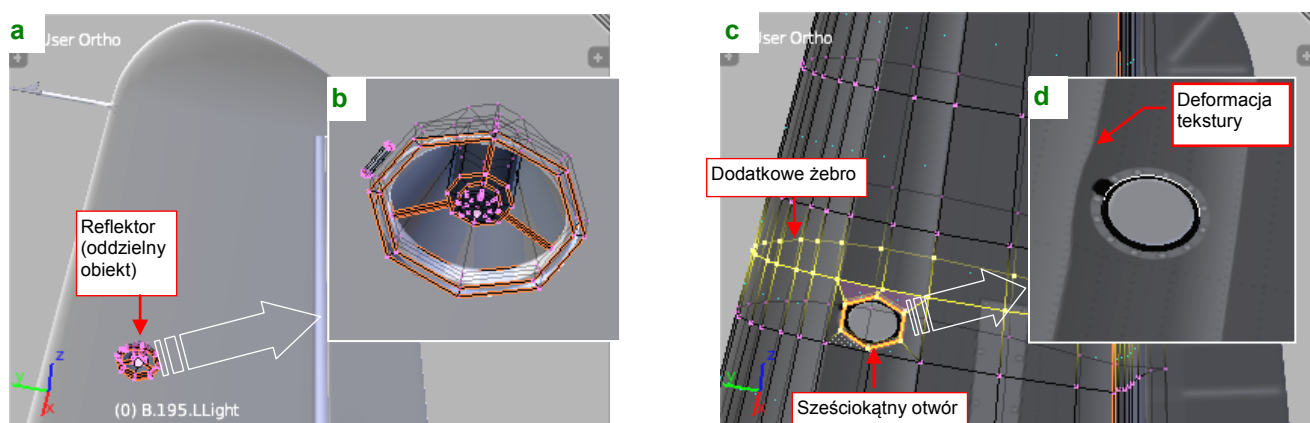 a
User Ortho
b
Reflektor
(oddzielny
obiekt)
z
y
x
(0) B.195.LLight
c
User Ortho
d
Deformacja
tekstury
Dodatkowe żebro
z
y
x
Sześciokątny otwór